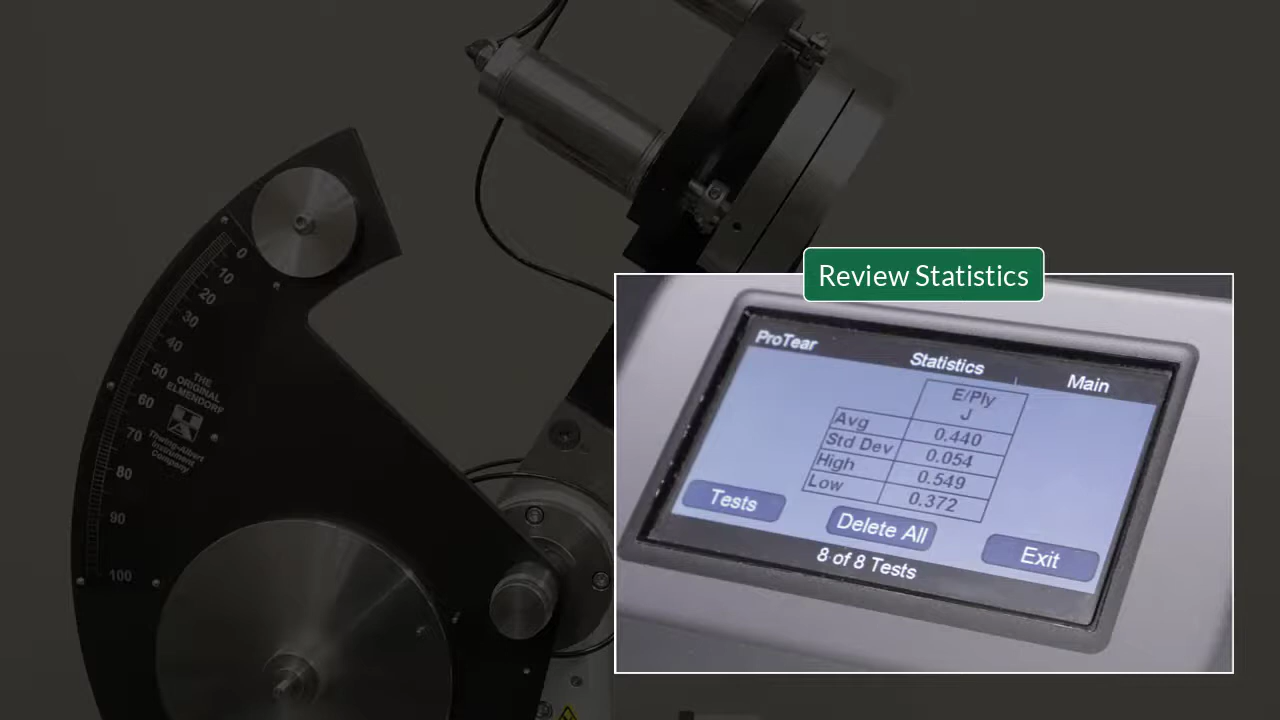 0
10
20
30
40
50
60
70
80
90
100
THE
ORIGINAL
ELMENDORF
Thwing-Albert
Instrument
Company
Review Statistics
ProTear
Statistics
Main
E/Ply
J
Avg 0.440
Std Dev 0.054
High 0.549
Low 0.372
Tests
Delete All
Exit
8 of 8 Tests